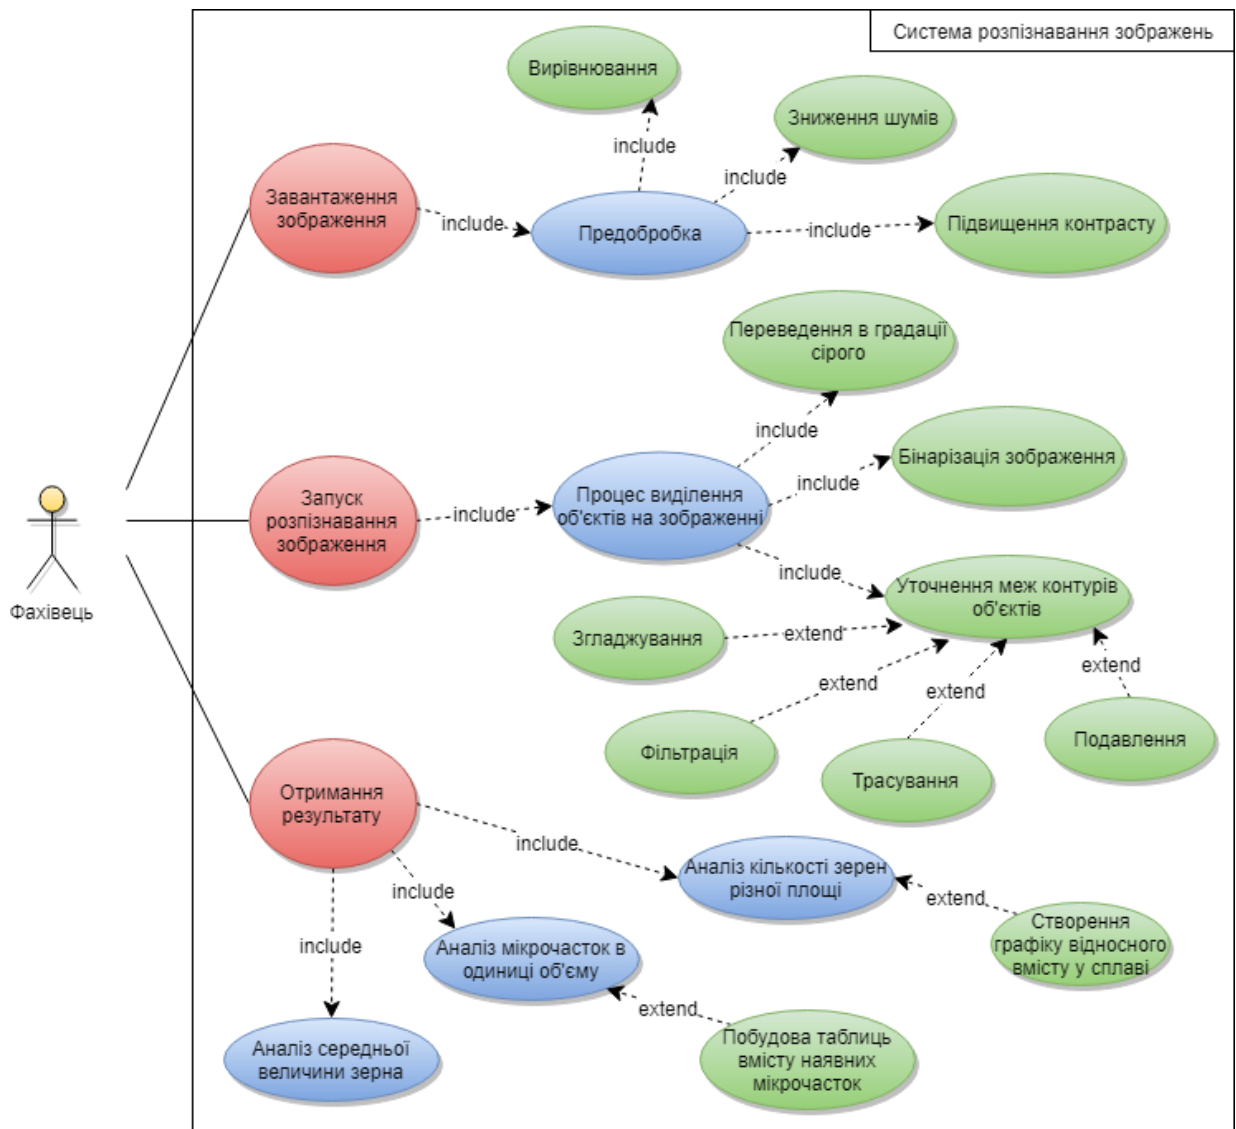 Система розпізнавання зображень
Вирівнювання
Зниження шумів
include
include
Завантаження
зображення
include
Предобробка
include
Підвищення контрасту
Переведення в градації
сірого
include
Бінарізація зображення
Запуск
розпізнавання
зображення
include
Процес виділення
об'єктів на зображенні
include
include
Уточнення меж контурів
об'єктів
Фахівець
Згладжування
extend
extend
extend
extend
Фільтрація
Трасування
Подавлення
Отримання
результату
include
Аналіз кількості зерен
різної площі
include
extend
Створення
графіку відносного
вмісту у сплаві
include
Аналіз мікрочасток в
одиниці об'єму
extend
Побудова таблиць
вмісту наявних
мікрочасток
Аналіз середньої
величини зерна